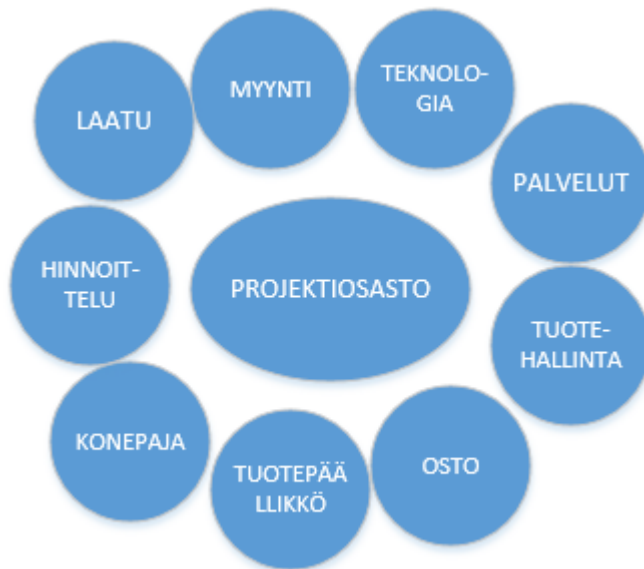 MYYNTI
TEKNOLO-
GIA
LAATU
PALVELUT
HINNOIT-
TELU
PROJEKTIOSASTO
TUOTE-
HALLINTA
KONEPAJA
TUOTEPÄÄ
LLIKKÖ
OSTO